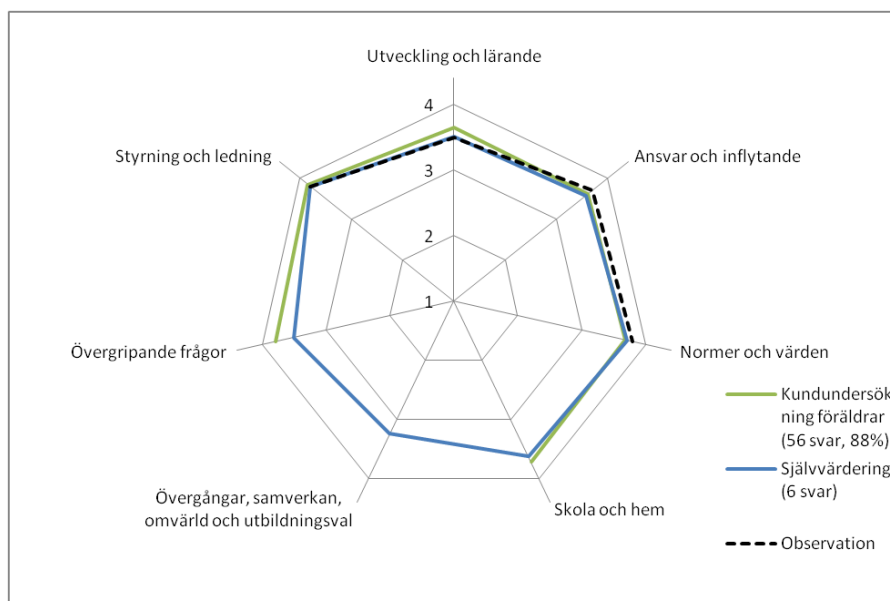 Utveckling och lärande
4
Styrning och ledning
Ansvar och inflytande
3
2
1
Övergripande frågor
Normer och värden
Kundundersök
ning föräldrar
(56 svar, 88%)
Självvärdering
(6 svar)
Övergångar, samverkan,
omvärld och utbildningsval
Skola och hem
Observation